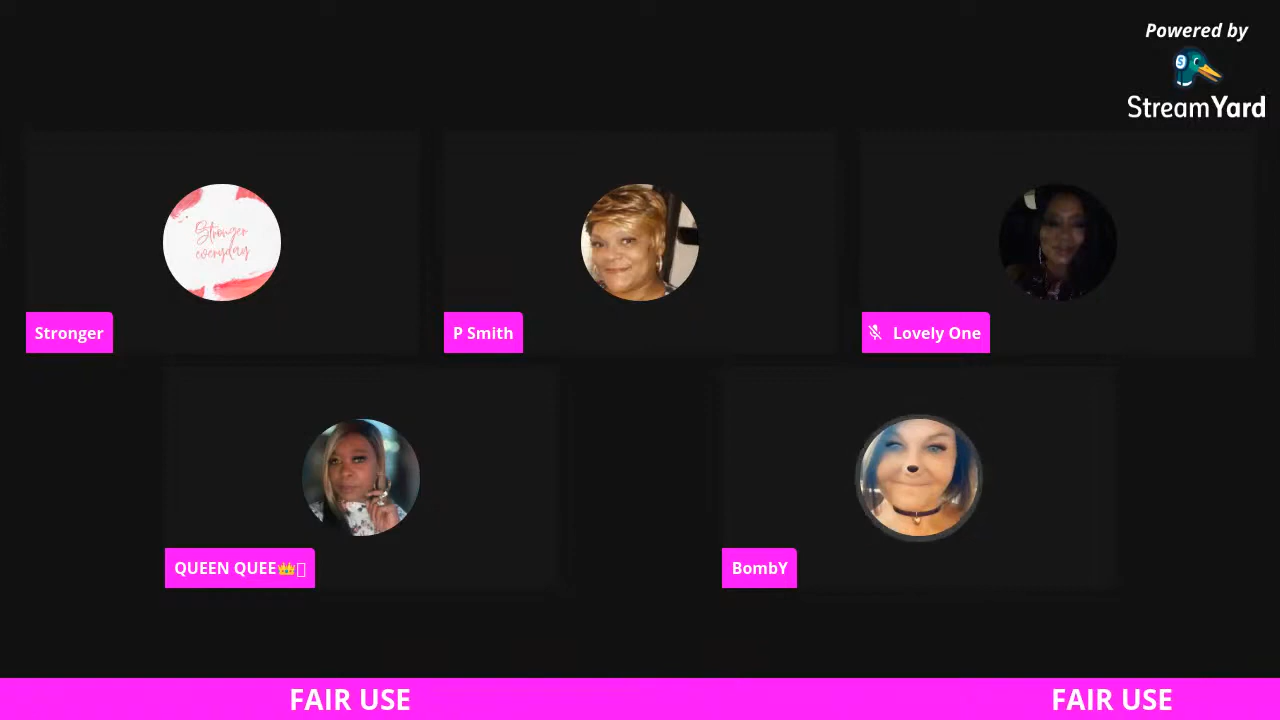 Powered by
StreamYard
Stronger
everyday
Stronger
P Smith
Lovely One
QUEEN QUEE👑
BombY
FAIR USE
FAIR USE